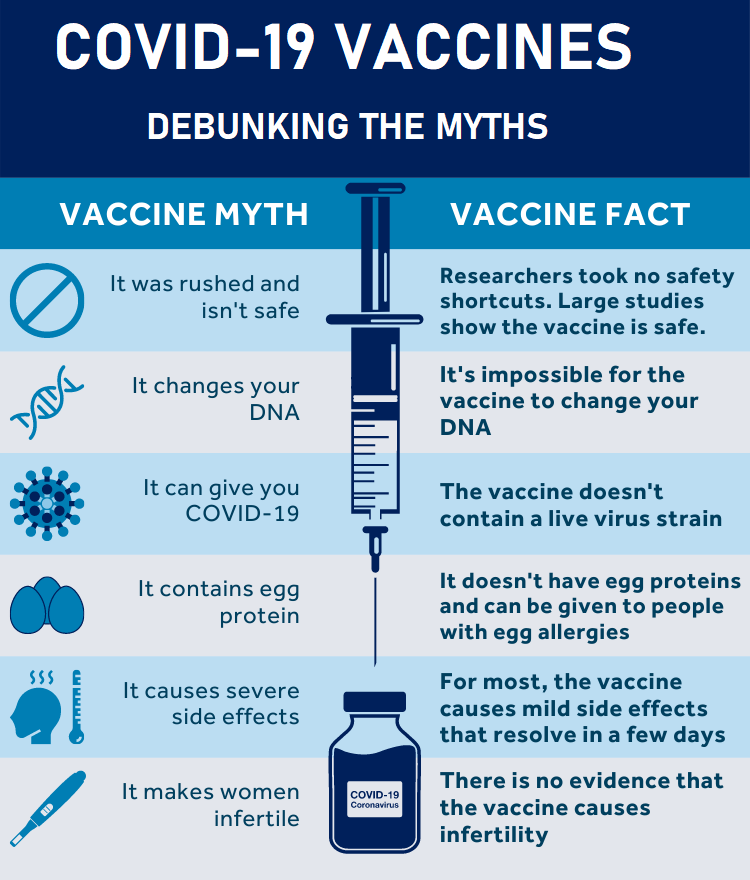 COVID-19 VACCINES
DEBUNKING THE MYTHS
VACCINE MYTH
VACCINE FACT
It was rushed and
isn't safe
Researchers took no safety
shortcuts. Large studies
show the vaccine is safe.
It changes your
DNA
It's impossible for the
vaccine to change your
DNA
It can give you
COVID-19
The vaccine doesn't
contain a live virus strain
It contains egg
protein
It doesn't have egg proteins
and can be given to people
with egg allergies
It causes severe
side effects
For most, the vaccine
causes mild side effects
that resolve in a few days
It makes women
infertile
There is no evidence that
the vaccine causes
infertility
COVID-19
Coronavirus